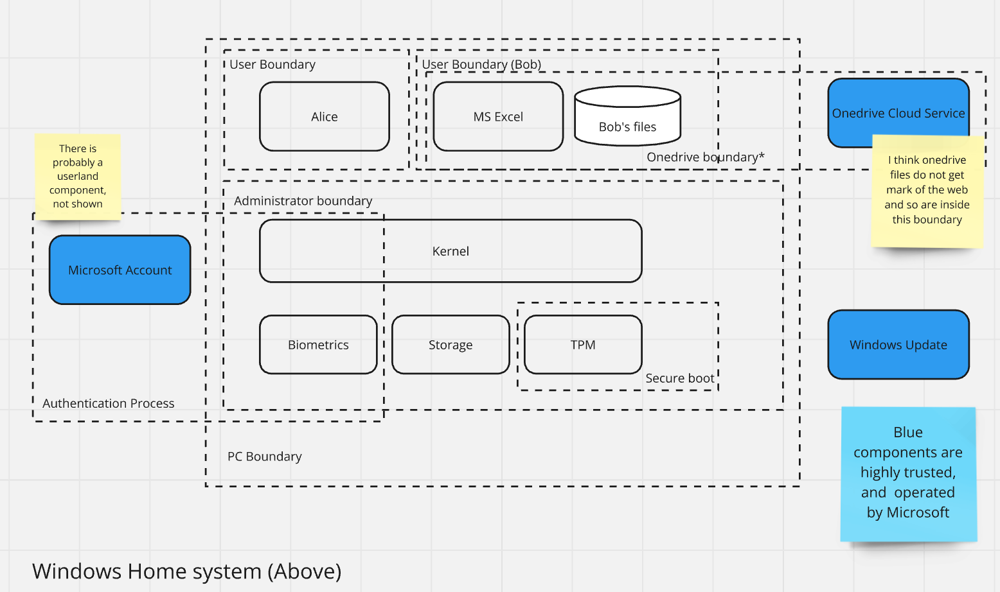 User Boundary
User Boundary (Bob)
Alice
MS Excel
Bob's files
Onedrive boundary*
Onedrive Cloud Service
I think onedrive
files do not get
mark of the web
and so are inside
this boundary
There is
probably a
userland
component,
not shown
Administrator boundary
Kernel
Microsoft Account
Biometrics
Storage
TPM
Secure boot
Windows Update
Authentication Process
PC Boundary
Blue
components are
highly trusted,
and  operated
by Microsoft
Windows Home system (Above)